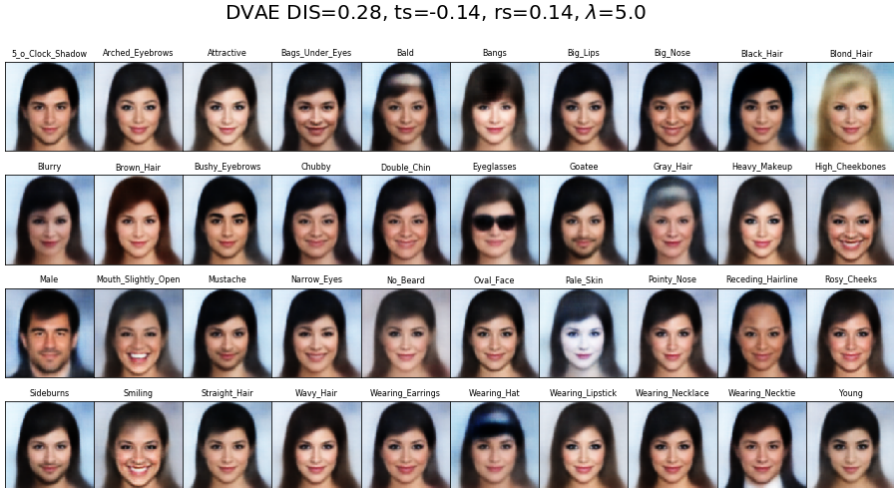 DVAE DIS=0.28, ts=-0.14, rs=0.14, λ=5.0
5_o_Clock_Shadow Arched_Eyebrows Attractive Bags_Under_Eyes Bald Bangs Big_Lips Big_Nose Black_Hair Blond_Hair
Blurry Brown_Hair Bushy_Eyebrows Chubby Double_Chin Eyeglasses Goatee Gray_Hair Heavy_Makeup High_Cheekbones
Male Mouth_Slightly_Open Mustache Narrow_Eyes No_Beard Oval_Face Pale_Skin Pointy_Nose Receding_Hairline Rosy_Cheeks
Sideburns Smiling Straight_Hair Wavy_Hair Wearing_Earrings Wearing_Hat Wearing_Lipstick Wearing_Necklace Wearing_Necktie Young